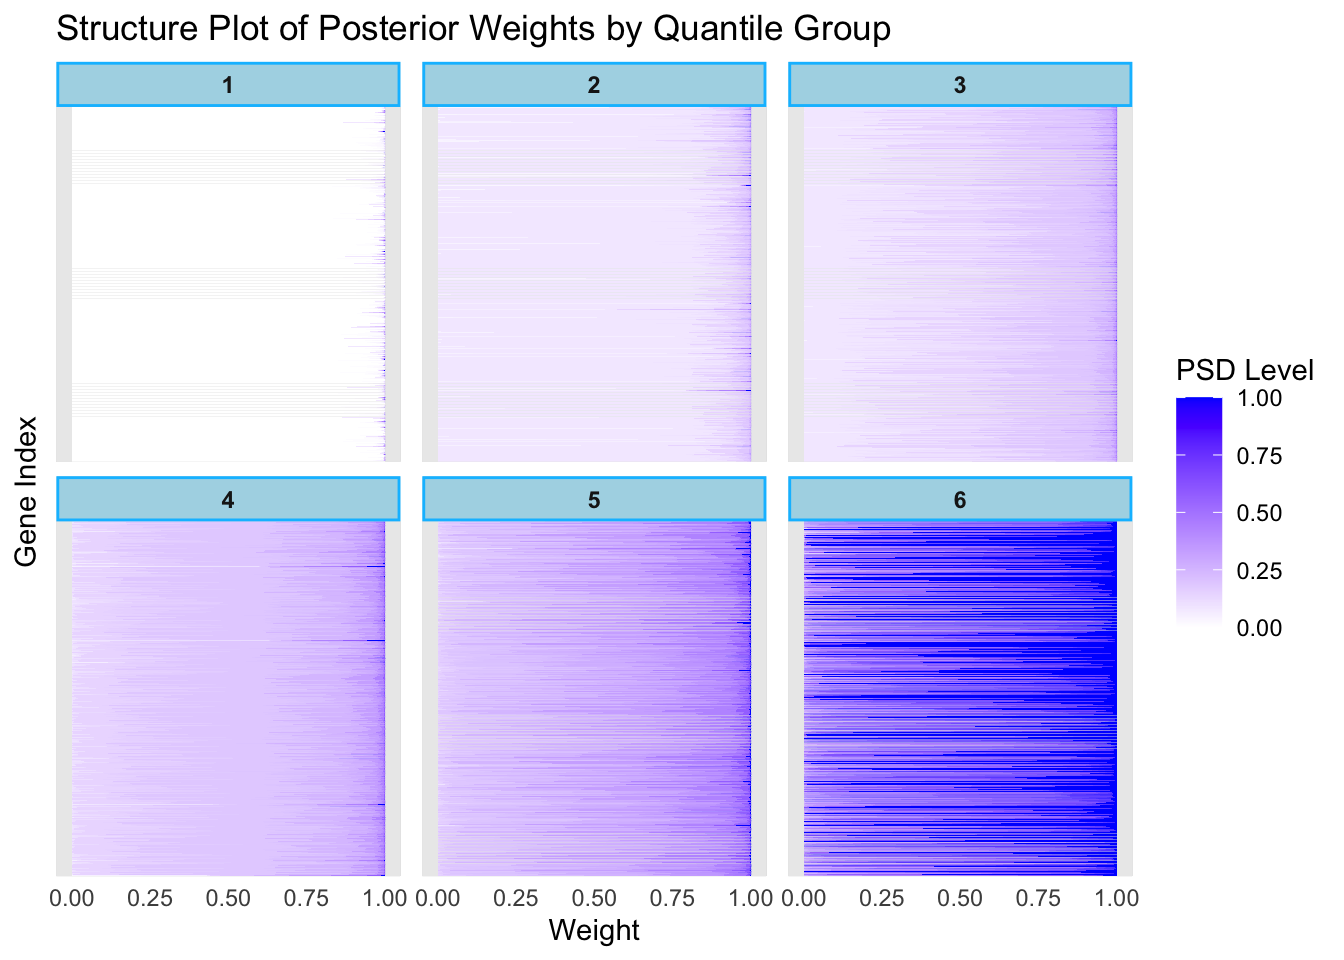 Structure Plot of Posterior Weights by Quantile Group
1 2 3
4 5 6
Gene Index
0.00 0.25 0.50 0.75 1.00 0.00 0.25 0.50 0.75 1.00 0.00 0.25 0.50 0.75 1.00
Weight
PSD Level
1.00
0.75
0.50
0.25
0.00